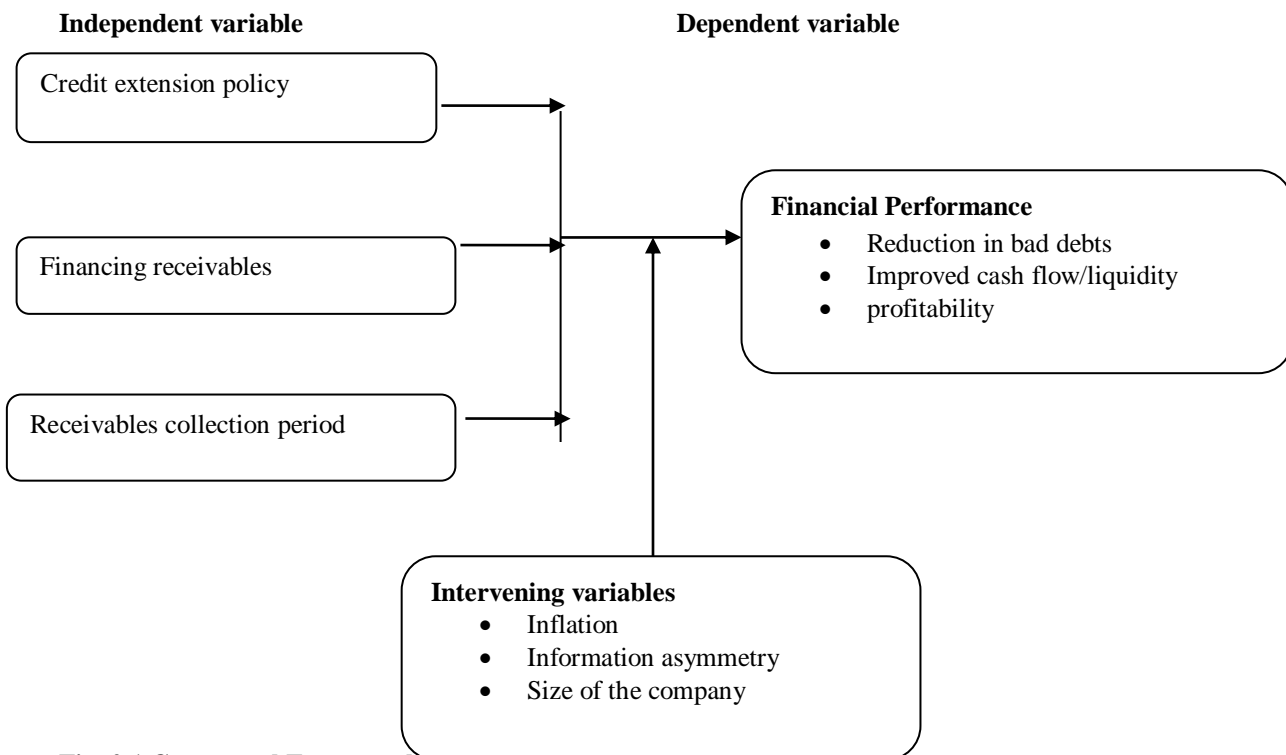 Independent variable
Dependent variable
Credit extension policy
Financing receivables
Receivables collection period
Financial Performance
• Reduction in bad debts
• Improved cash flow/liquidity
• profitability
Intervening variables
• Inflation
• Information asymmetry
• Size of the company